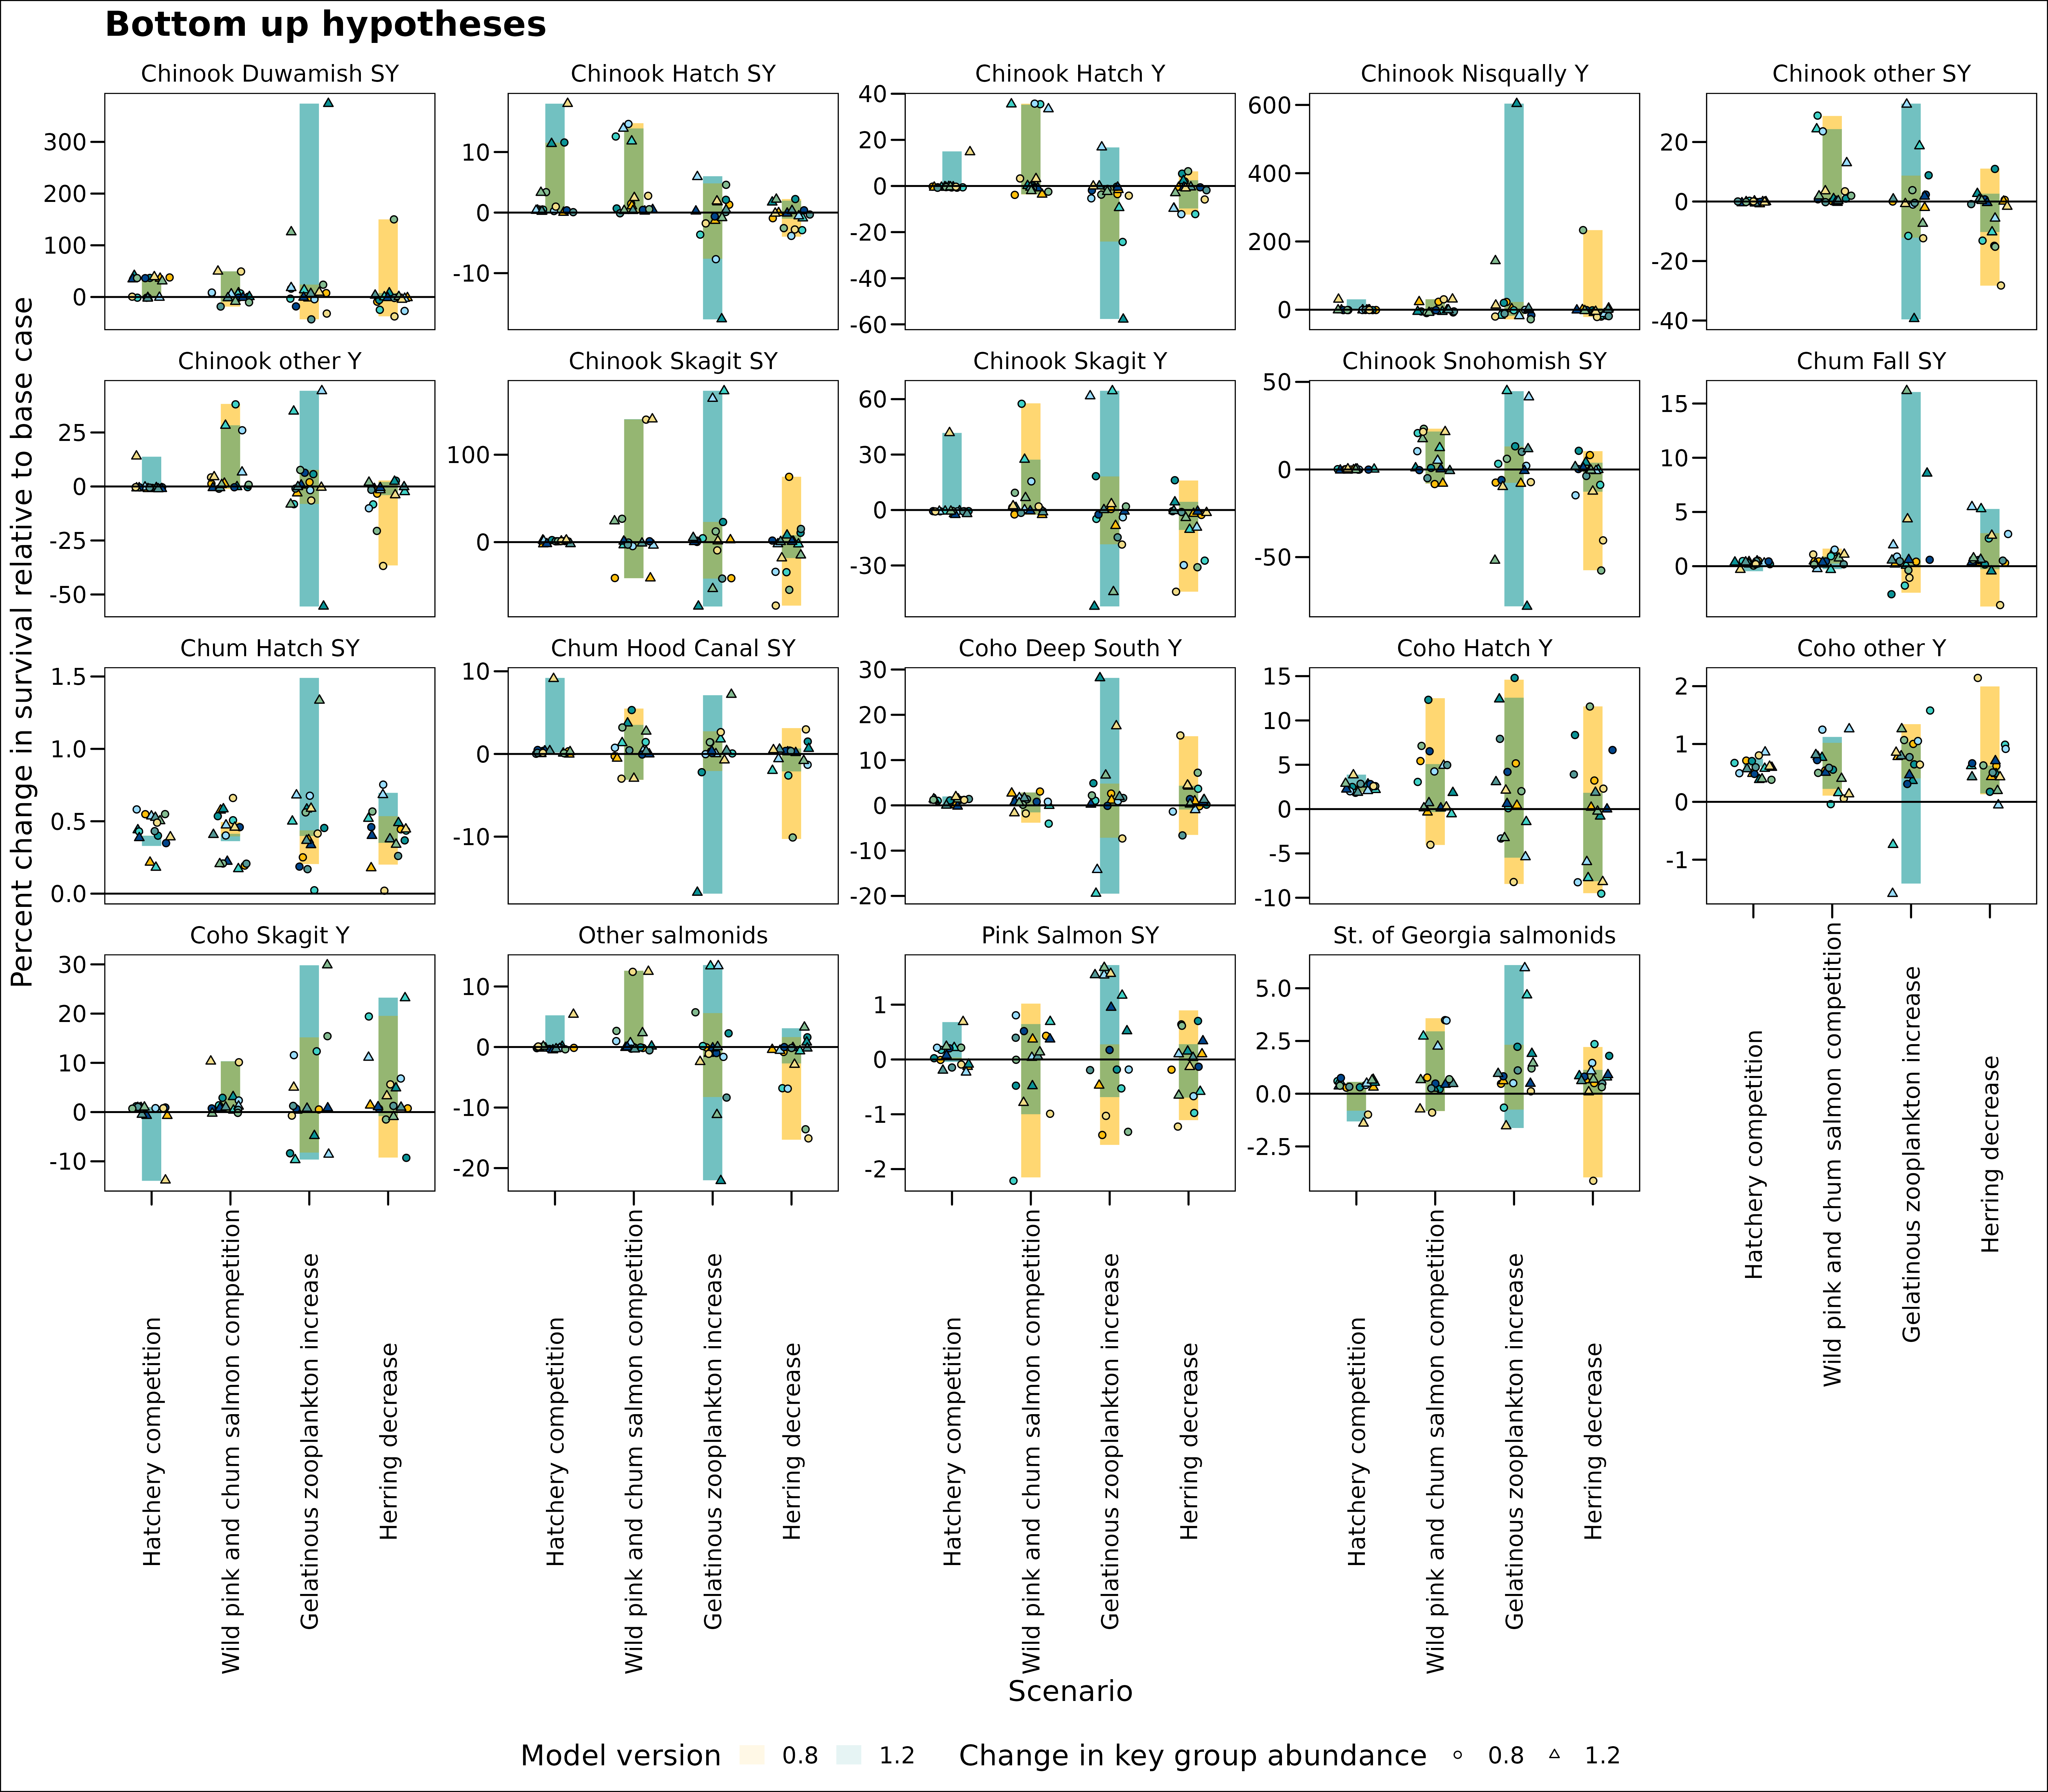 Bottom up hypotheses
Percent change in survival relative to base case
Chinook Duwamish SY
300
200
100
0
Chinook Hatch SY
10
0
-10
Chinook Hatch Y
40
20
0
-20
-40
-60
Chinook Nisqually Y
600
400
200
0
Chinook other SY
20
0
-20
-40
Chinook other Y
25
0
-25
-50
Chinook Skagit SY
100
0
Chinook Skagit Y
60
30
0
-30
Chinook Snohomish SY
50
0
-50
Chum Fall SY
15
10
5
0
Chum Hatch SY
1.5
1.0
0.5
0.0
Chum Hood Canal SY
10
0
-10
Coho Deep South Y
30
20
10
0
-10
-20
Coho Hatch Y
15
10
5
0
-5
-10
Coho other Y
2
1
0
-1
Hatchery competition
Wild pink and chum salmon competition
Gelatinous zooplankton increase
Herring decrease
Coho Skagit Y
30
20
10
0
-10
Hatchery competition
Wild pink and chum salmon competition
Gelatinous zooplankton increase
Herring decrease
Other salmonids
10
0
-10
-20
Hatchery competition
Wild pink and chum salmon competition
Gelatinous zooplankton increase
Herring decrease
Pink Salmon SY
1
0
-1
-2
Hatchery competition
Wild pink and chum salmon competition
Gelatinous zooplankton increase
Herring decrease
St. of Georgia salmonids
5.0
2.5
0.0
-2.5
Hatchery competition
Wild pink and chum salmon competition
Gelatinous zooplankton increase
Herring decrease
Scenario
Model version 0.8 1.2 Change in key group abundance 0.8 1.2